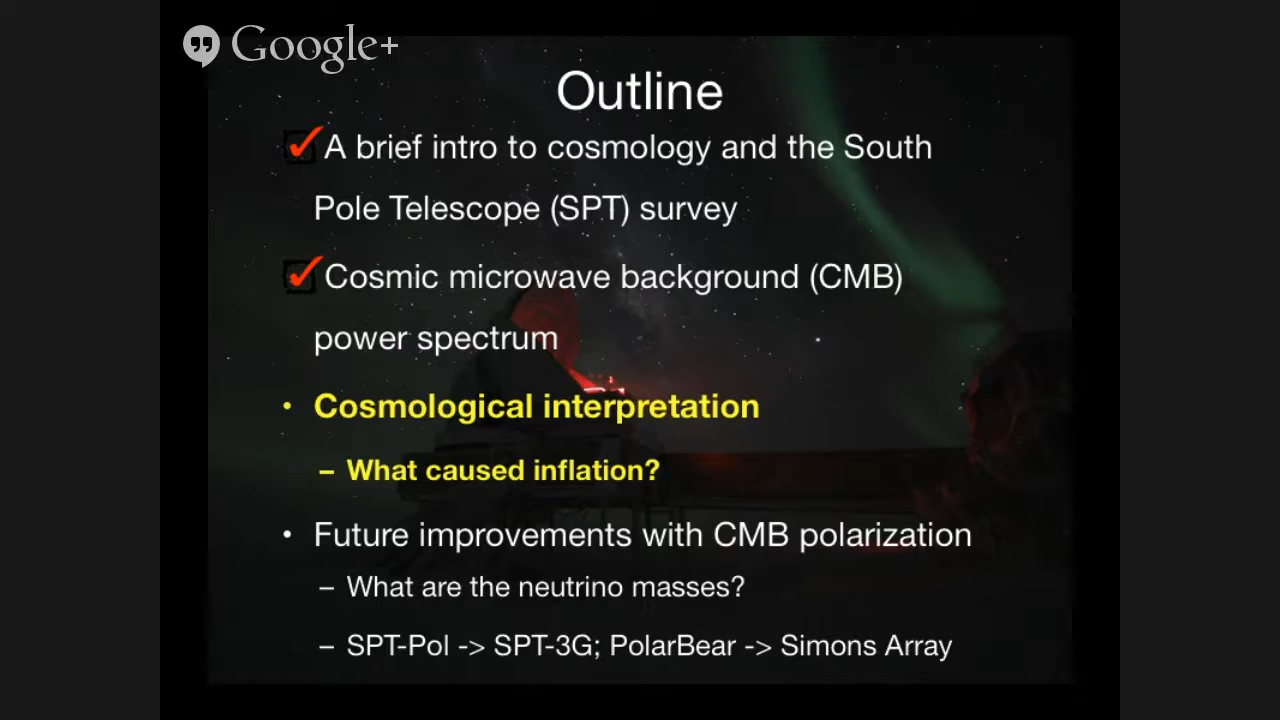 Google+
Outline
✓A brief intro to cosmology and the South
Pole Telescope (SPT) survey
✓Cosmic microwave background (CMB)
power spectrum
• Cosmological interpretation
– What caused inflation?
• Future improvements with CMB polarization
– What are the neutrino masses?
– SPT-Pol -> SPT-3G; PolarBear -> Simons Array